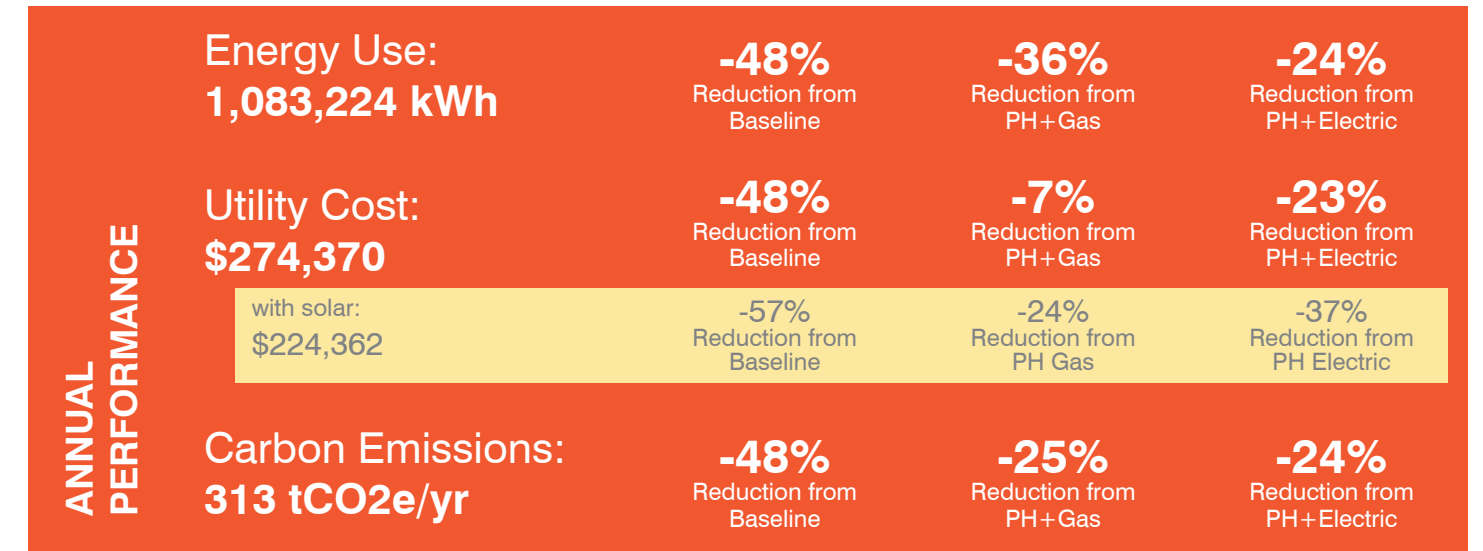 ANNUAL
PERFORMANCE
Energy Use:
1,083,224 kWh
-48%
Reduction from
Baseline
-36%
Reduction from
PH+Gas
-24%
Reduction from
PH+Electric
Utility Cost:
$274,370
-48%
Reduction from
Baseline
-7%
Reduction from
PH+Gas
-23%
Reduction from
PH+Electric
with solar:
$224,362
-57%
Reduction from
Baseline
-24%
Reduction from
PH Gas
-37%
Reduction from
PH Electric
Carbon Emissions:
313 tCO2e/yr
-48%
Reduction from
Baseline
-25%
Reduction from
PH+Gas
-24%
Reduction from
PH+Electric